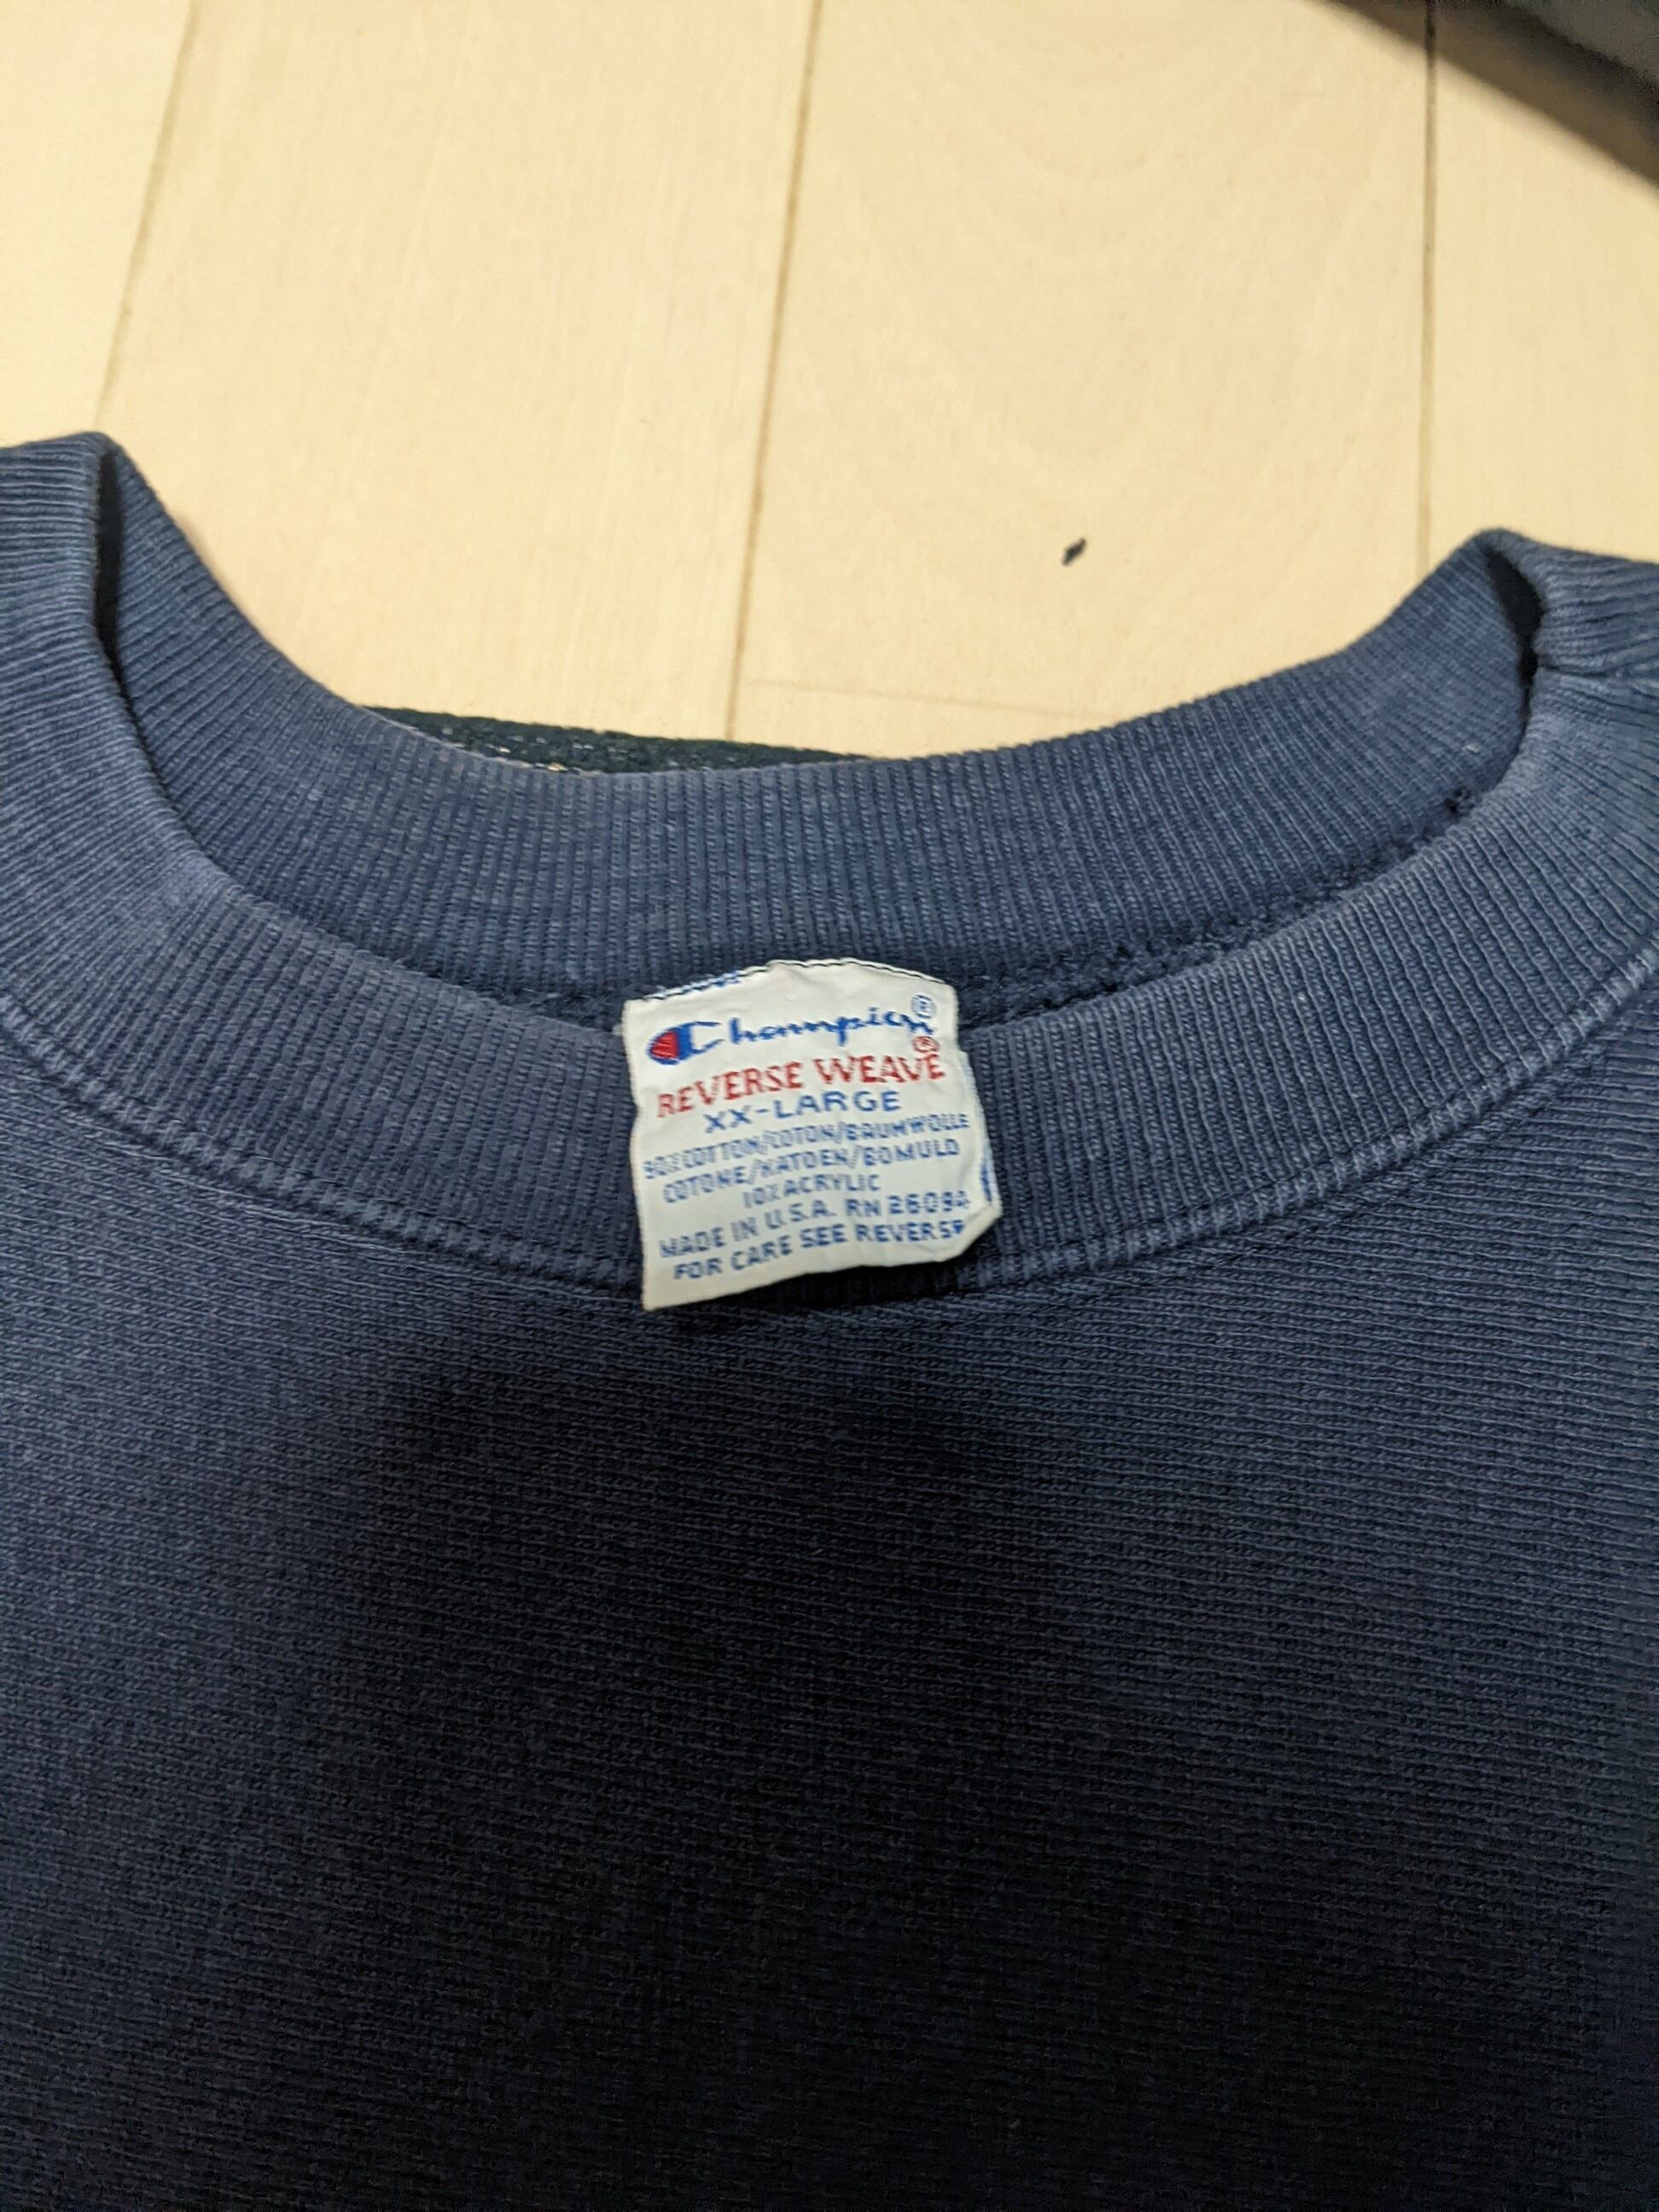 Champion®
REVERSE WEAVE®
XX-LARGE
90% COTTON/COTON/BAUMWOLLE
COTONE/KATOEN/BOMULD
10% ACRYLIC
MADE IN U.S.A. RN 26094
FOR CARE SEE REVERSE